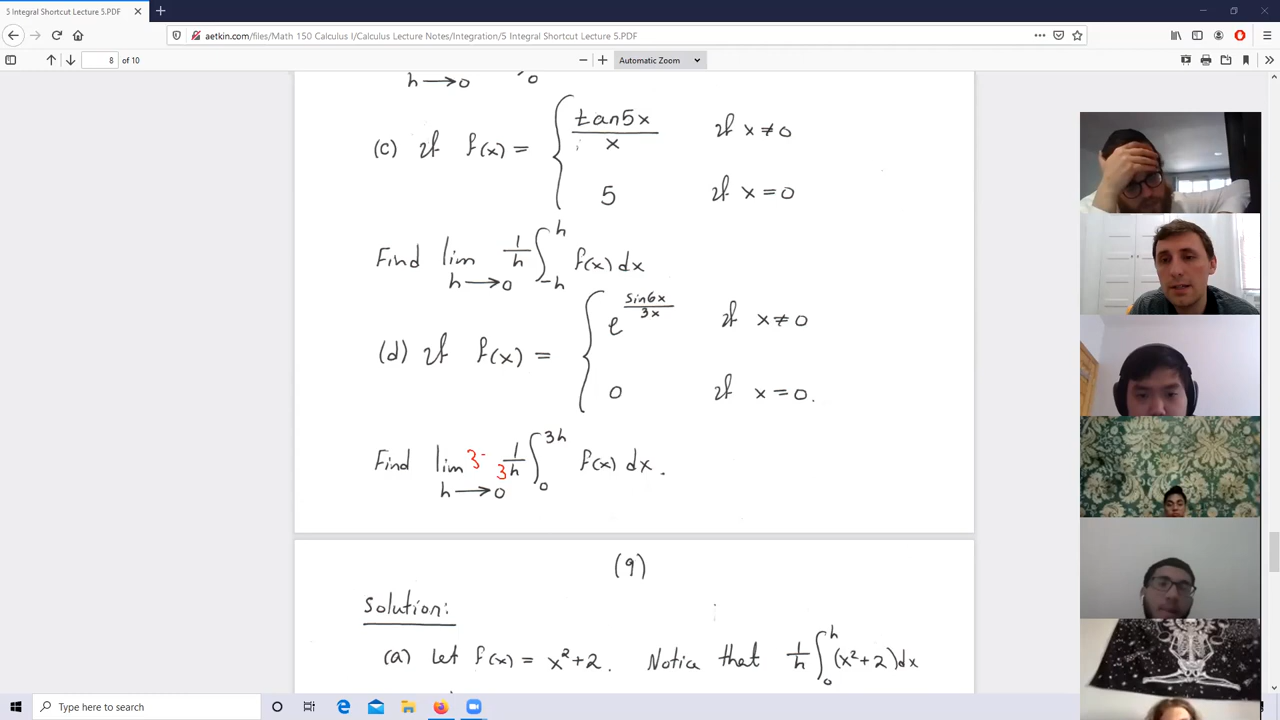 5 Integral Shortcut Lecture 5.PDF
aetkin.com/files/Math 150 Calculus I/Calculus Lecture Notes/Integration/5 Integral Shortcut Lecture 5.PDF
8 of 10
Automatic Zoom
h → 0 0
(c) If f(x) = { tan5x / x if x ≠ 0
5 if x = 0
Find lim h → 0 1/h ∫_{-h}^{h} f(x) dx
(d) If f(x) = { e^{sin6x / 3x} if x ≠ 0
0 if x = 0.
Find lim h → 0 3· 1/3h ∫_0^{3h} f(x) dx.
(9)
Solution:
(a) Let f(x) = x²+2. Notice that 1/h ∫_0^h (x²+2)dx
Type here to search